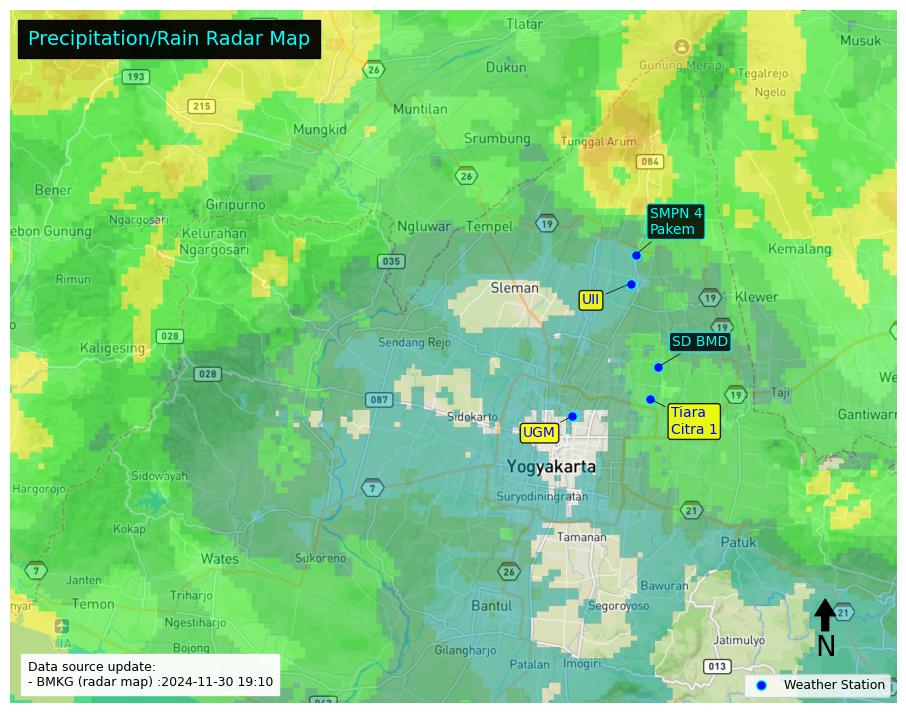 Precipitation/Rain Radar Map
Tlatar
Musuk
Gunung Merapi
26
193
Dukun
Tegalrejo
Ngelo
215
Muntilan
Mungkid
Srumbung
Tunggal Arum
084
26
Bener
Giripurno
SMPN 4
Pakem
Ngargosari
ebon Gunung
Kelurahan
Ngargosari
Ngluwar
Tempel
19
Kemalang
035
Rimun
Sleman
UII
19
Klewer
19
028
Kaligesing
Sendang Rejo
SD BMD
028
We
087
19
Taji
Sidokarto
Tiara
Citra 1
Gantiwar
UGM
Yogyakarta
Sidowayah
Hargorojo
7
Suryodiningratan
21
Kokap
Tamanan
Patuk
Wates
Sukoreno
7
26
Janten
Bawuran
Triharjo
nyar
Temon
Bantul
Segoroyoso
21
Ngestiharjo
YIA
N
Jatimulyo
Bojong
Gilangharjo
Patalan
Imogiri
013
Data source update:
- BMKG (radar map) :2024-11-30 19:10
Weather Station